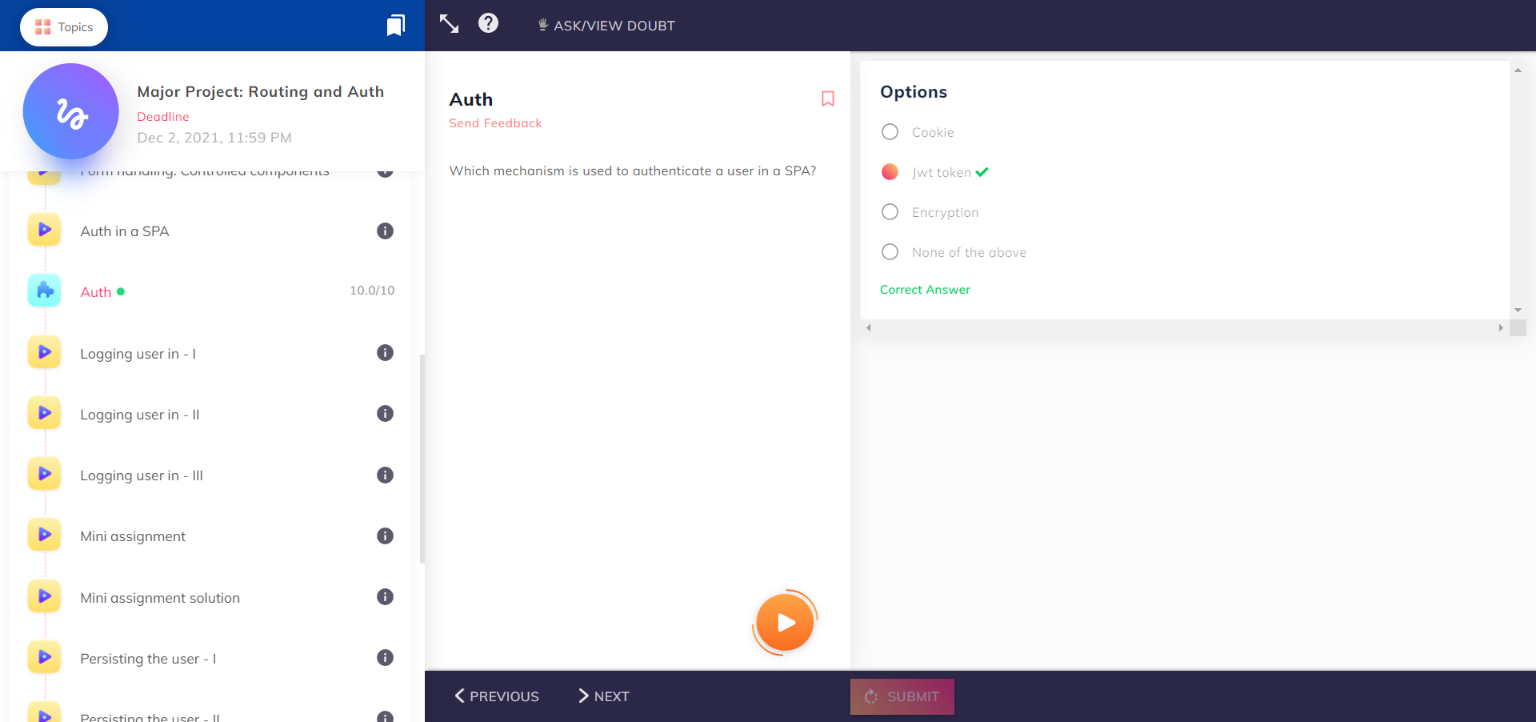 Topics
ASK/VIEW DOUBT
Major Project: Routing and Auth
Deadline
Dec 2, 2021, 11:59 PM
Form handling: Controlled components
Auth in a SPA
Auth
10.0/10
Logging user in - I
Logging user in - II
Logging user in - III
Mini assignment
Mini assignment solution
Persisting the user - I
Persisting the user - II
Auth
Send Feedback
Which mechanism is used to authenticate a user in a SPA?
Options
Cookie
Jwt token
Encryption
None of the above
Correct Answer
PREVIOUS
NEXT
SUBMIT